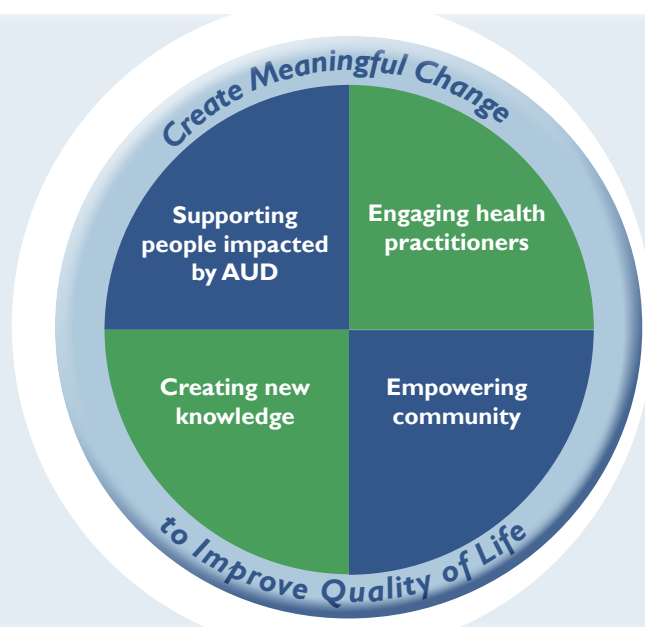 Create Meaningful Change
Supporting
people impacted
by AUD
Engaging health
practitioners
Creating new
knowledge
Empowering
community
to Improve Quality of Life